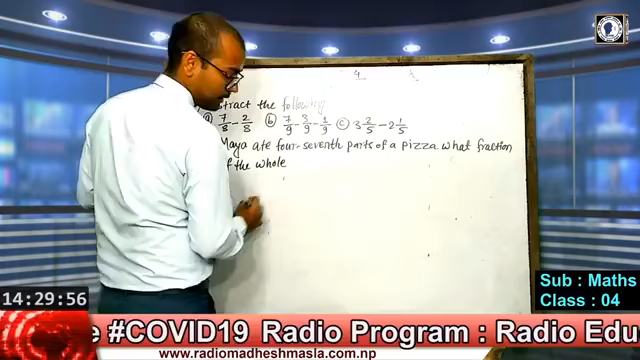 4
btract the following
a 7/8 - 2/8 b 7/9 - 3/9 - 1/9 c 3 2/5 - 2 1/5
Maya ate four-seventh parts of a pizza what fraction
f the whole
Sub : Maths
Class : 04
14:29:56
e #COVID19 Radio Program : Radio Edu
www.radiomadheshmasla.com.np